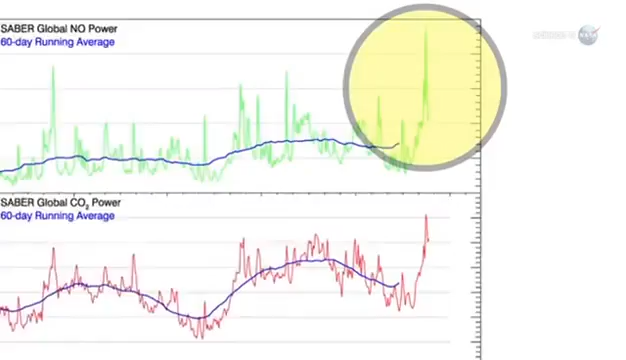 SABER Global NO Power
60-day Running Average
SABER Global CO₂ Power
60-day Running Average